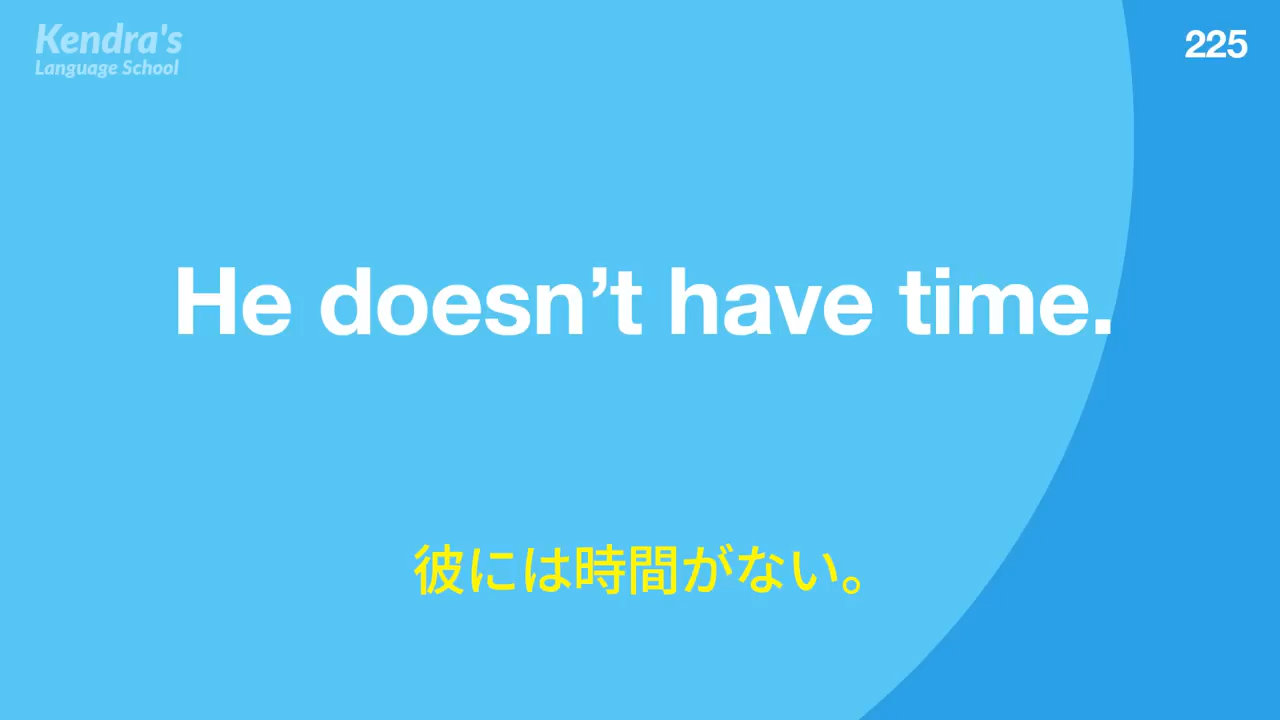 Kendra's
Language School
225
He doesn’t have time.
彼には時間がない。